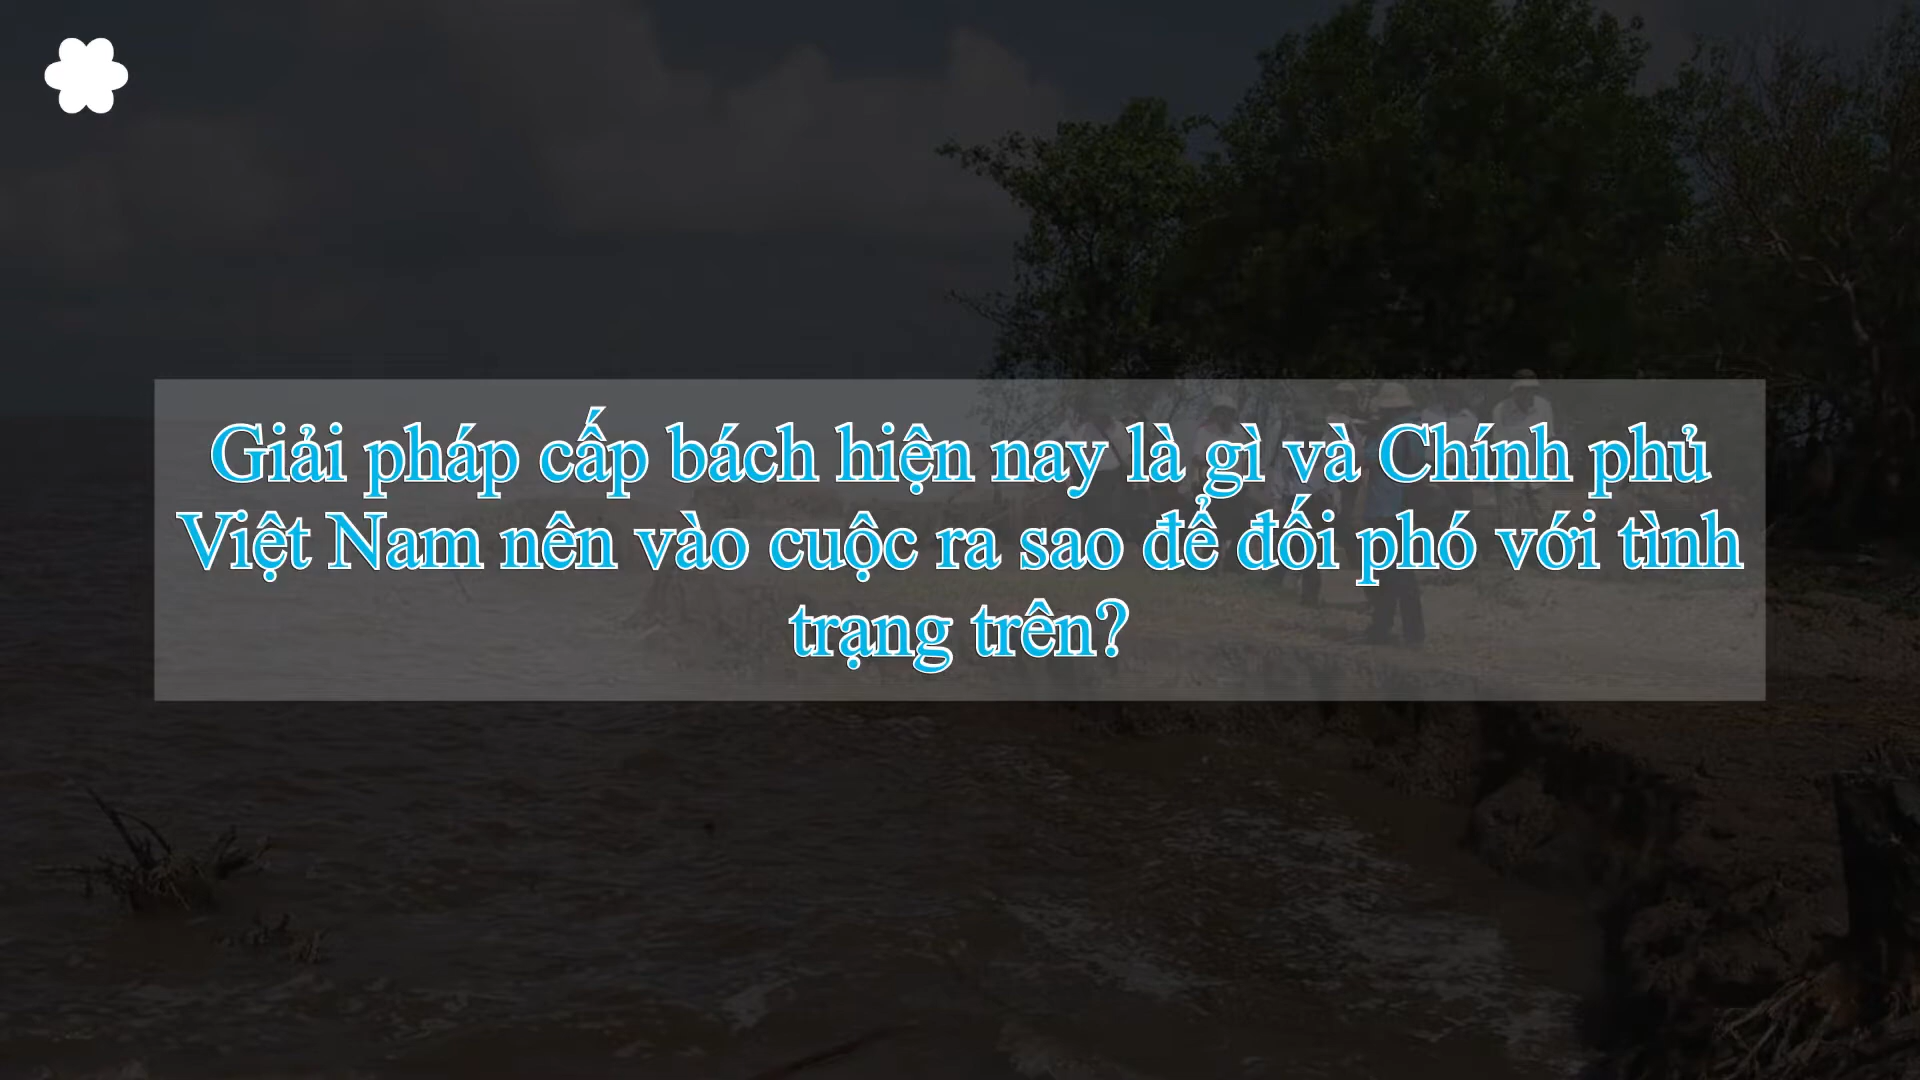 Giải pháp cấp bách hiện nay là gì và Chính phủ
Việt Nam nên vào cuộc ra sao để đối phó với tình
trạng trên?